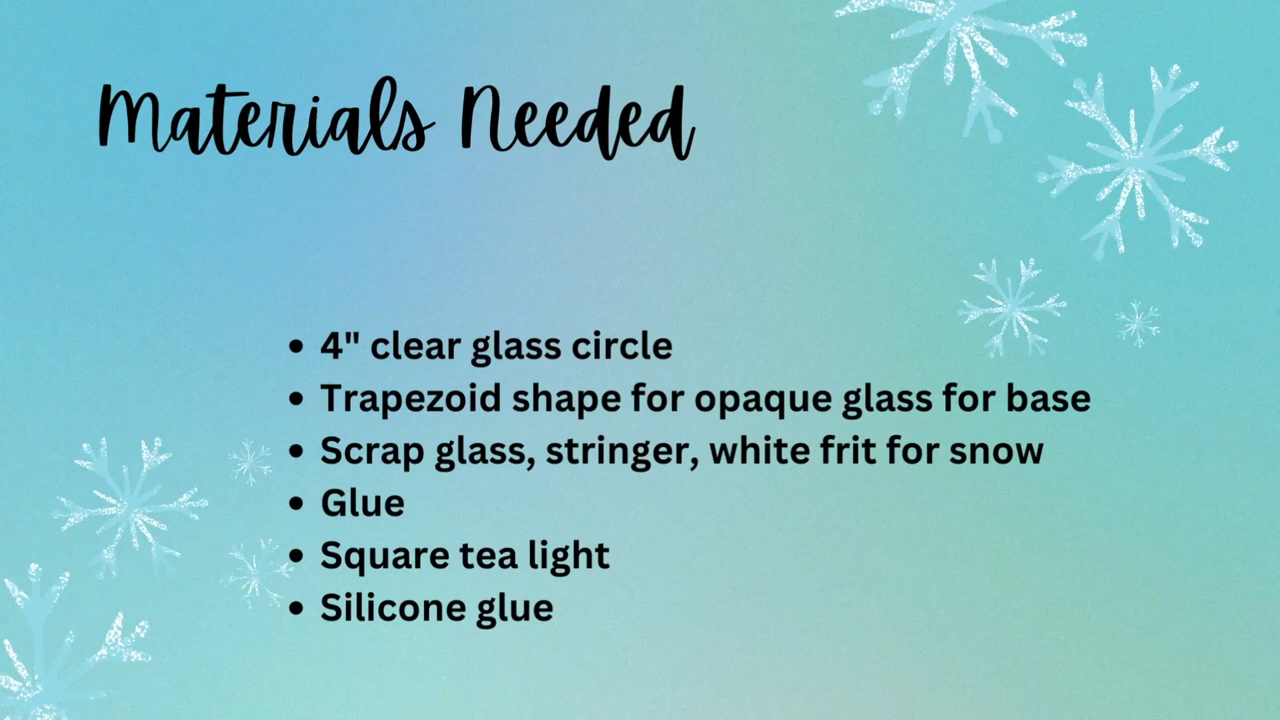 Materials Needed
• 4" clear glass circle
• Trapezoid shape for opaque glass for base
• Scrap glass, stringer, white frit for snow
• Glue
• Square tea light
• Silicone glue